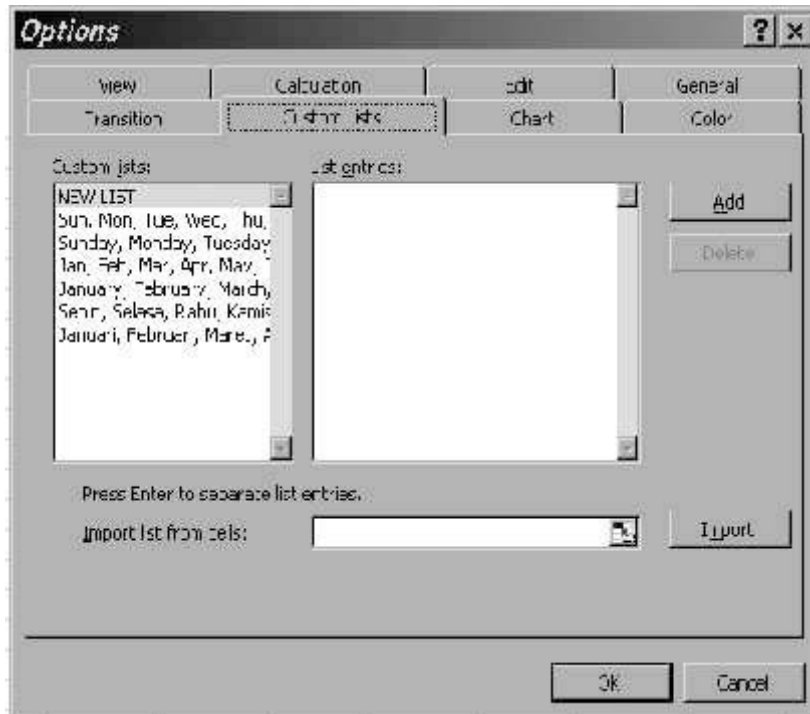 Options
View Calculation Edit General
Transition Custom Lists Chart Color
Custom lists:
List entries:
NEW LIST
Sun, Mon, Tue, Wed, Thu,
Sunday, Monday, Tuesday
Jan, Feb, Mar, Apr, May,
January, February, March,
Senin, Selasa, Rabu, Kamis
Januari, Februari, Maret, A
Add
Delete
Press Enter to separate list entries.
Import list from cells:
Import
OK
Cancel